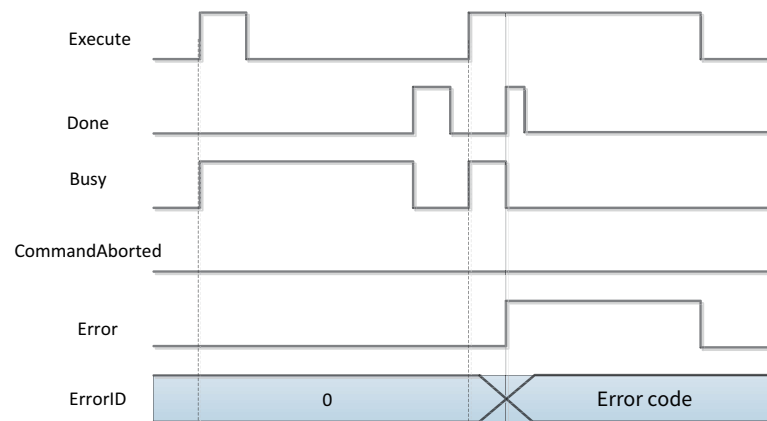 Execute
Done
Busy
CommandAborted
Error
ErrorID
0
Error code